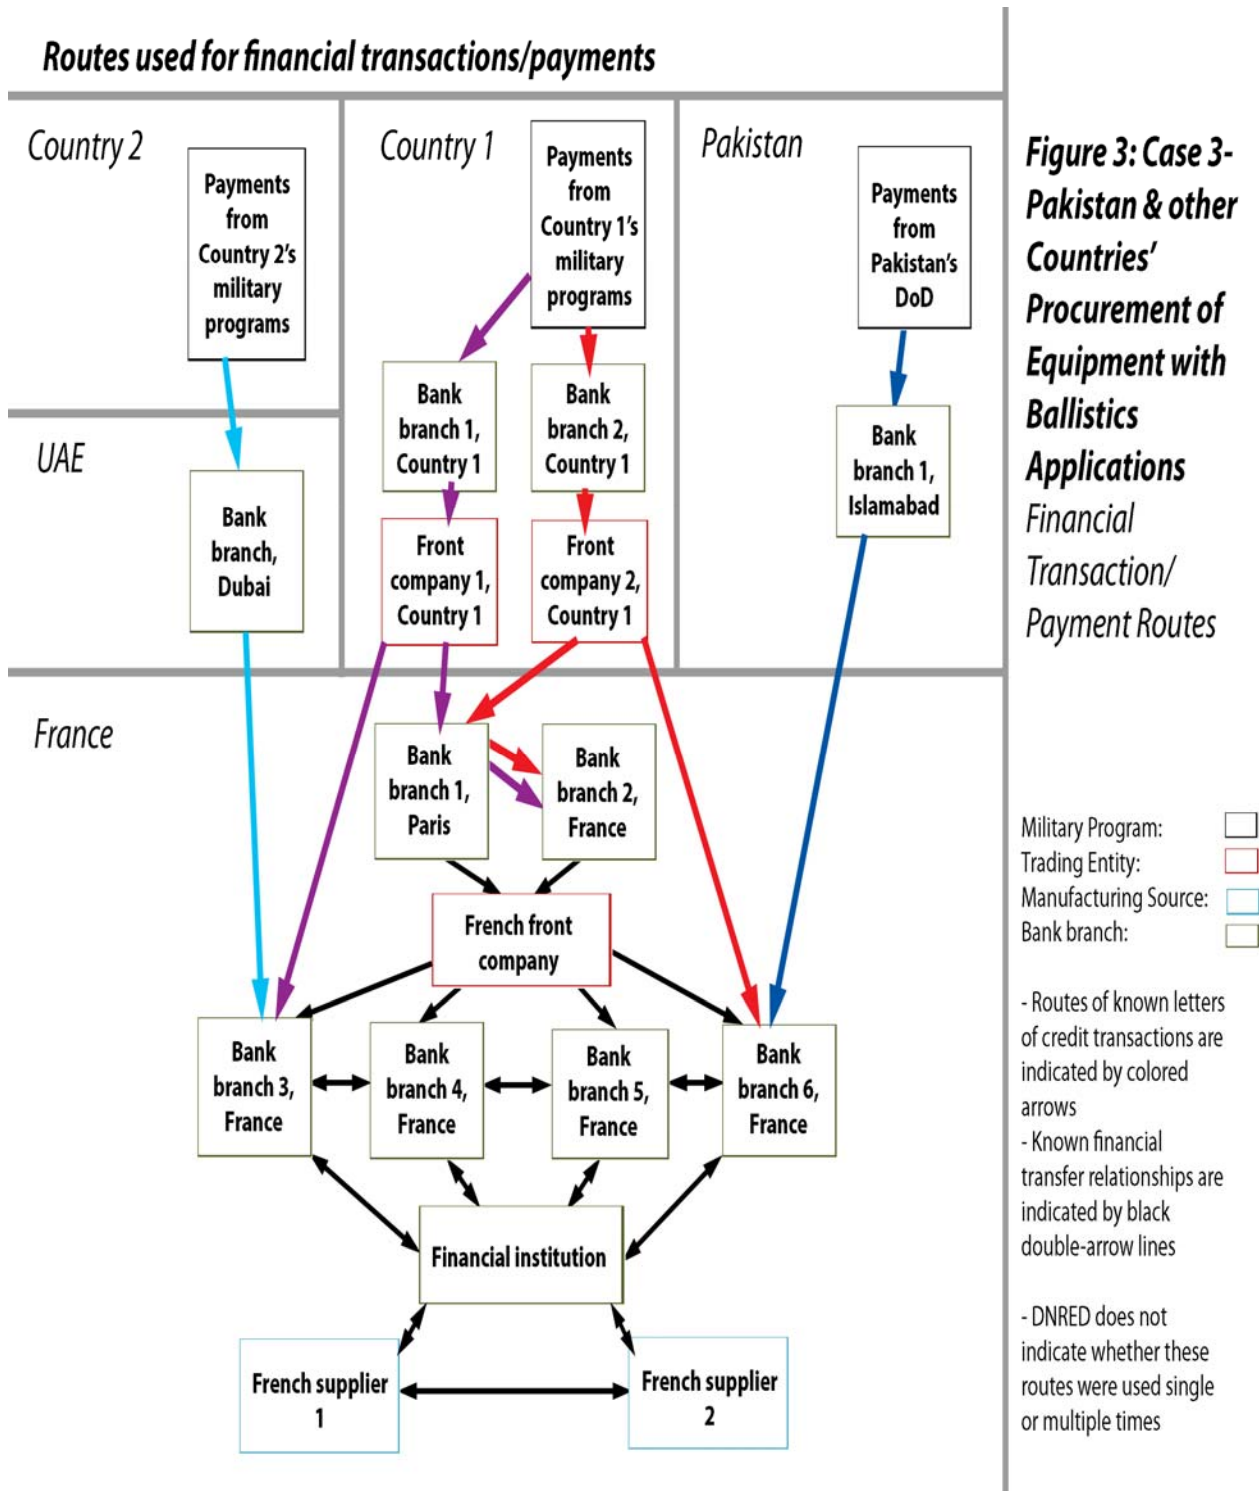 Routes used for financial transactions/payments
Country 2
Payments
from
Country 2's
military
programs
Country 1
Payments
from
Country 1's
military
programs
Pakistan
Payments
from
Pakistan's
DoD
Bank
branch 1,
Country 1
Bank
branch 2,
Country 1
Bank
branch 1,
Islamabad
UAE
Bank
branch,
Dubai
Front
company 1,
Country 1
Front
company 2,
Country 1
France
Bank
branch 1,
Paris
Bank
branch 2,
France
French front
company
Bank
branch 3,
France
Bank
branch 4,
France
Bank
branch 5,
France
Bank
branch 6,
France
Financial institution
French supplier
1
French supplier
2
Figure 3: Case 3-
Pakistan & other
Countries'
Procurement of
Equipment with
Ballistics
Applications
Financial
Transaction/
Payment Routes
Military Program:
Trading Entity:
Manufacturing Source:
Bank branch:
- Routes of known letters
of credit transactions are
indicated by colored
arrows
- Known financial
transfer relationships are
indicated by black
double-arrow lines
- DNRED does not
indicate whether these
routes were used single
or multiple times